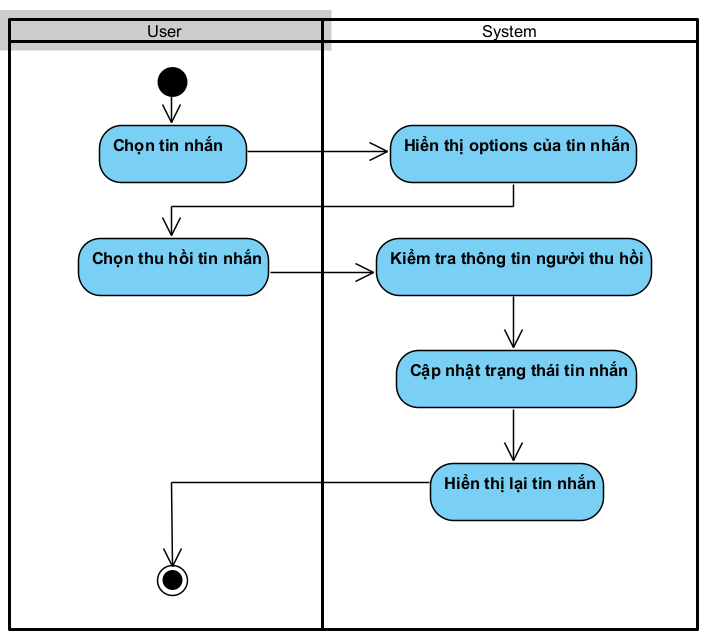 User
System
Chọn tin nhắn
Hiển thị options của tin nhắn
Chọn thu hồi tin nhắn
Kiểm tra thông tin người thu hồi
Cập nhật trạng thái tin nhắn
Hiển thị lại tin nhắn